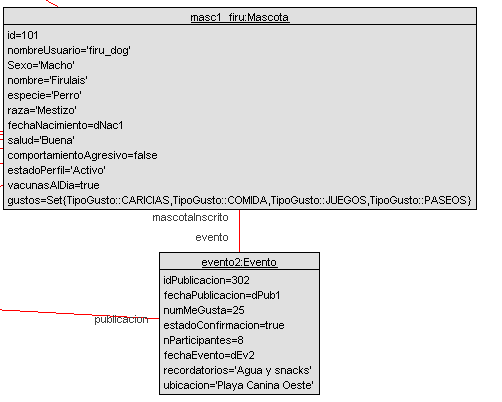 masc1_firu:Mascota
id=101
nombreUsuario='firu_dog'
Sexo='Macho'
nombre='Firulais'
especie='Perro'
raza='Mestizo'
fechaNacimiento=dNac1
salud='Buena'
comportamientoAgresivo=false
estadoPerfil='Activo'
vacunasAlDia=true
gustos=Set{TipoGusto::CARICIAS,TipoGusto::COMIDA,TipoGusto::JUEGOS,TipoGusto::PASEOS}
mascotaInscrito
evento
evento2:Evento
idPublicacion=302
fechaPublicacion=dPub1
numMeGusta=25
publicacion
estadoConfirmacion=true
nParticipantes=8
fechaEvento=dEv2
recordatorios='Agua y snacks'
ubicacion='Playa Canina Oeste'